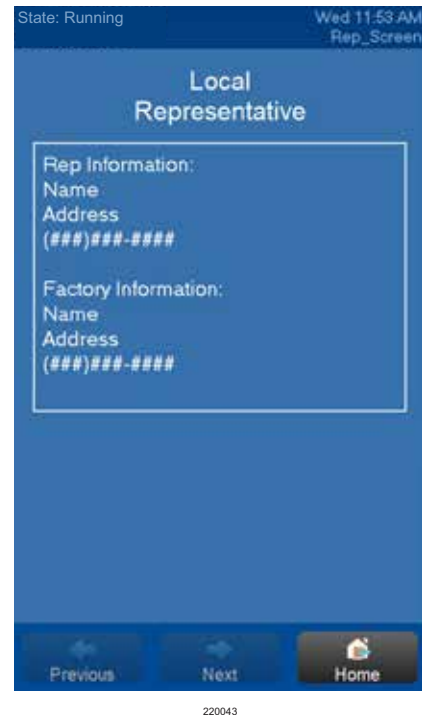 State: Running
Wed 11:53 AM
Rep_Screen
Local
Representative
Rep Information:
Name
Address
(###)###-####
Factory Information:
Name
Address
(###)###-####
Previous
Next
Home
220043